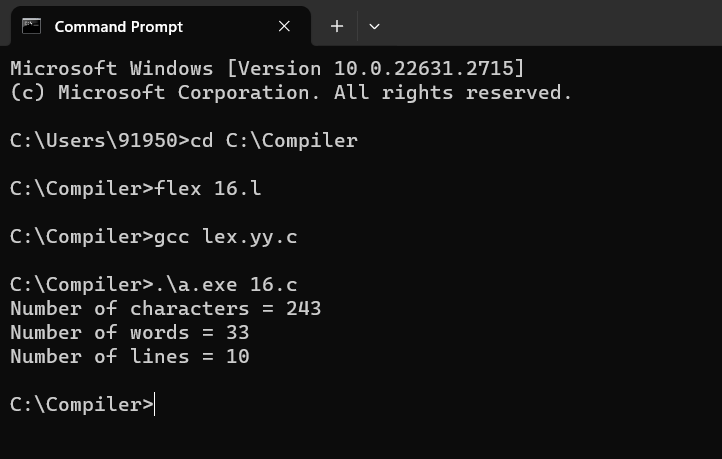 Command Prompt
Microsoft Windows [Version 10.0.22631.2715]
(c) Microsoft Corporation. All rights reserved.
C:\Users\91950>cd C:\Compiler
C:\Compiler>flex 16.l
C:\Compiler>gcc lex.yy.c
C:\Compiler>.\a.exe 16.c
Number of characters = 243
Number of words = 33
Number of lines = 10
C:\Compiler>